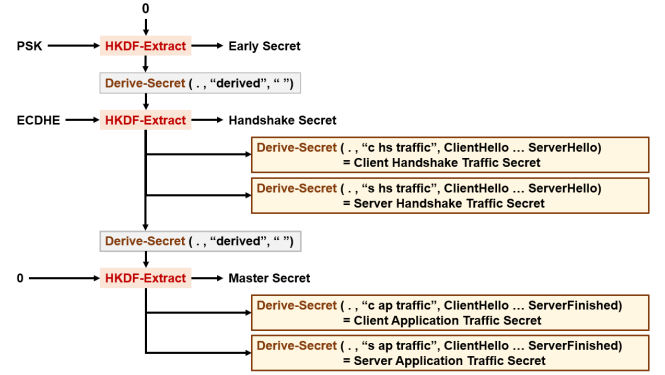 0
PSK HKDF-Extract Early Secret
Derive-Secret ( . , “derived”, “ ”)
ECDHE HKDF-Extract Handshake Secret
Derive-Secret ( . , “c hs traffic”, ClientHello … ServerHello)
= Client Handshake Traffic Secret
Derive-Secret ( . , “s hs traffic”, ClientHello … ServerHello)
= Server Handshake Traffic Secret
Derive-Secret ( . , “derived”, “ ”)
0 HKDF-Extract Master Secret
Derive-Secret ( . , “c ap traffic”, ClientHello … ServerFinished)
= Client Application Traffic Secret
Derive-Secret ( . , “s ap traffic”, ClientHello … ServerFinished)
= Server Application Traffic Secret